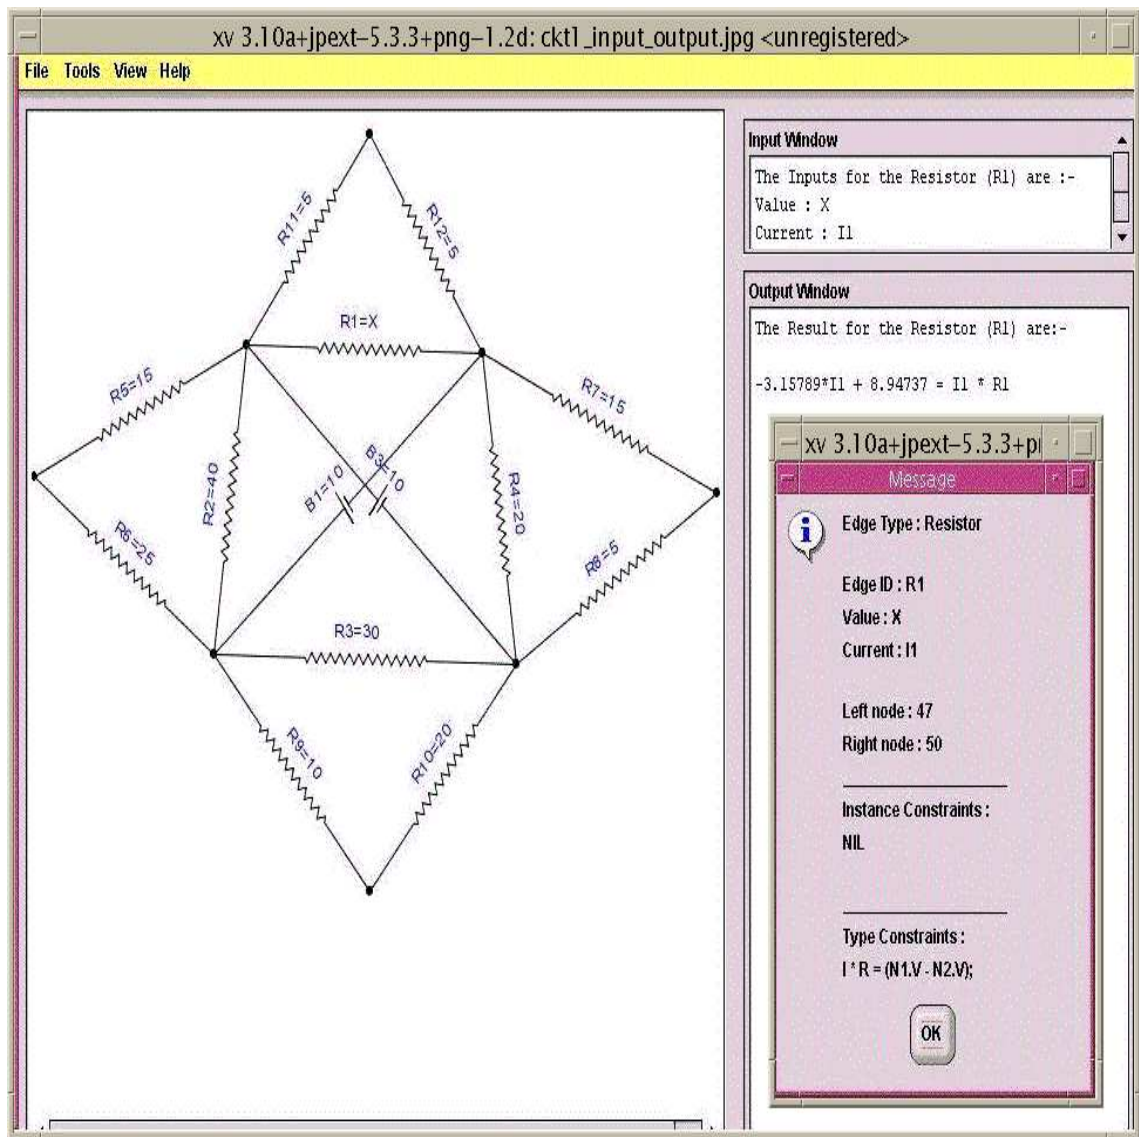 xv 3.10a+jpext-5.3.3+png-1.2d: ckt1_input_output.jpg <unregistered>
File Tools View Help
R11=5
R12=5
R1=X
R5=15
R7=15
R2=40
B1=10
B3=10
R4=20
R6=25
R8=5
R3=30
R9=10
R10=20
Input Window
The Inputs for the Resistor (R1) are :-
Value : X
Current : I1
Output Window
The Result for the Resistor (R1) are:-
-3.15789*I1 + 8.94737 = I1 * R1
xv 3.10a+jpext-5.3.3+p
Message
Edge Type : Resistor
Edge ID : R1
Value : X
Current : I1
Left node : 47
Right node : 50
Instance Constraints :
NIL
Type Constraints :
I * R = (N1.V - N2.V);
OK